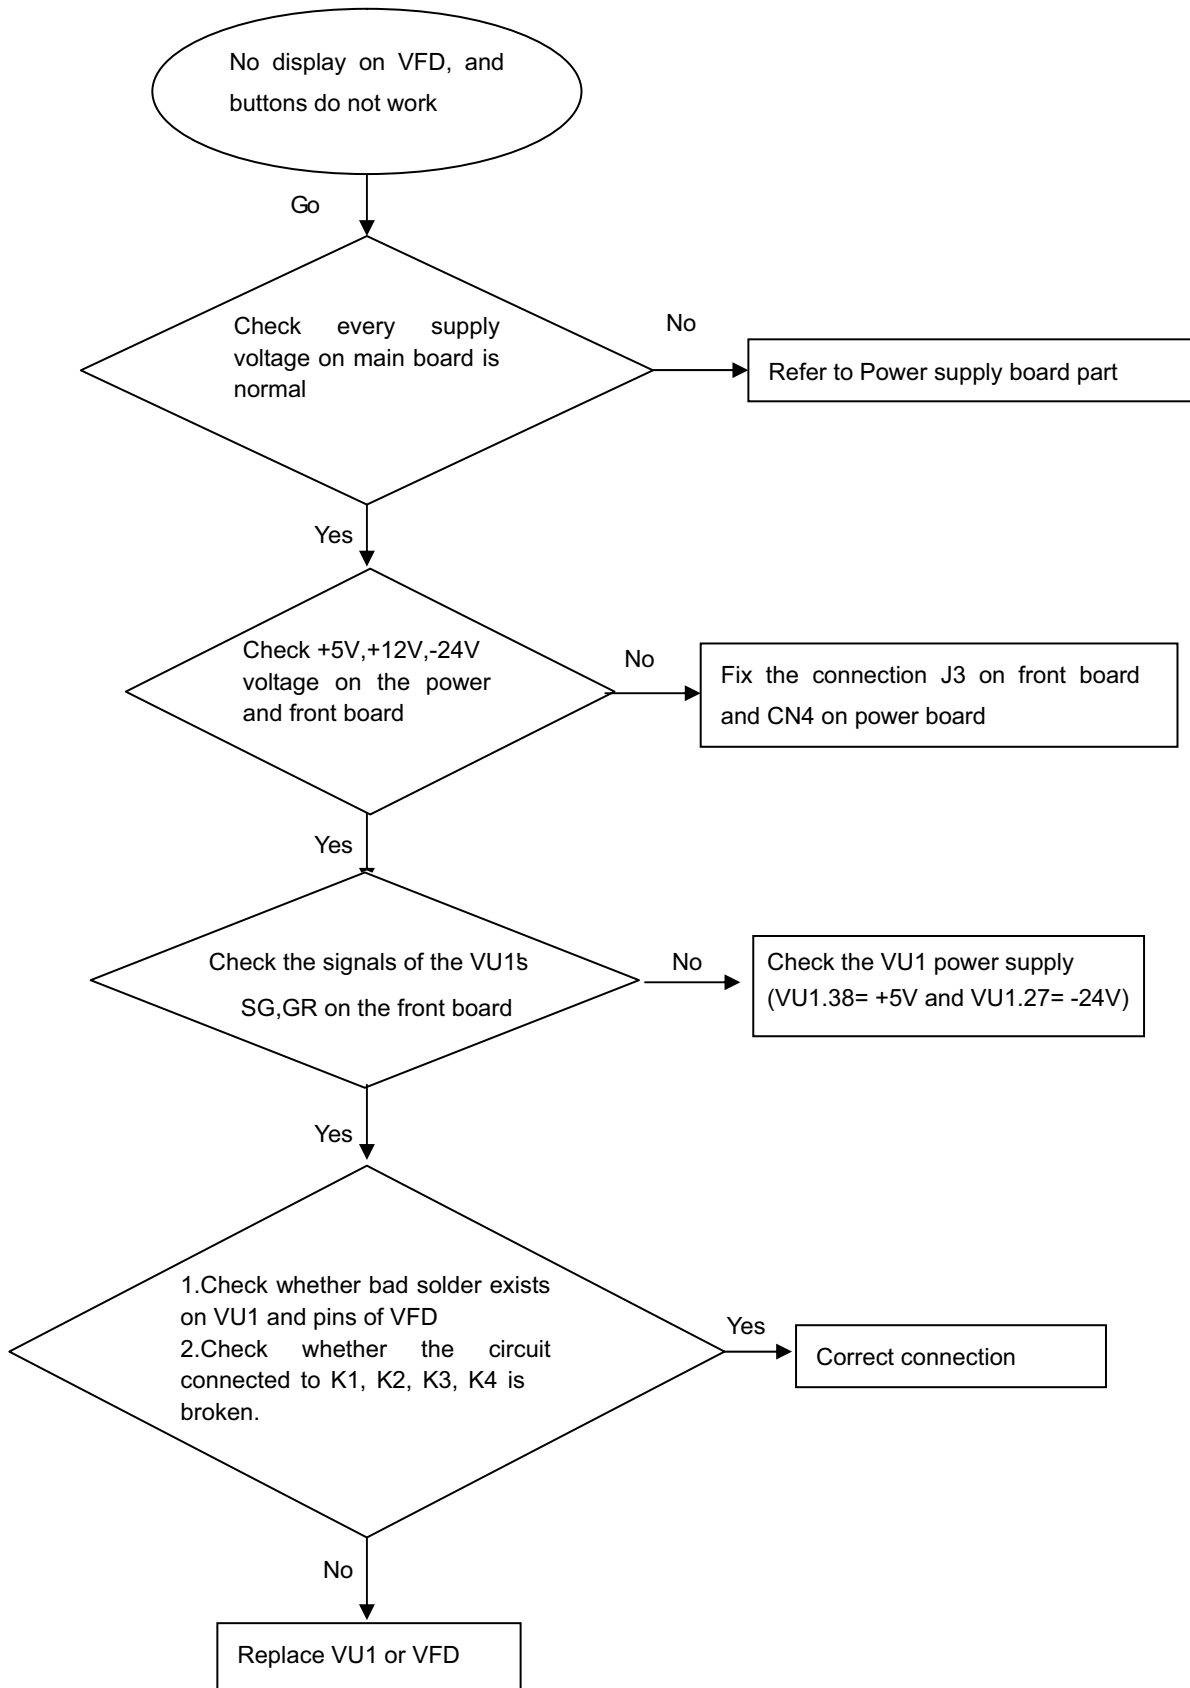 No display on VFD, and
buttons do not work
Go
Check every supply
voltage on main board is
normal
No
Refer to Power supply board part
Yes
Check +5V,+12V,-24V
voltage on the power
and front board
No
Fix the connection J3 on front board
and CN4 on power board
Yes
Check the signals of the VU1's
SG,GR on the front board
No
Check the VU1 power supply
(VU1.38= +5V and VU1.27= -24V)
Yes
1.Check whether bad solder exists
on VU1 and pins of VFD
2.Check whether the circuit
connected to K1, K2, K3, K4 is
broken.
Yes
Correct connection
No
Replace VU1 or VFD